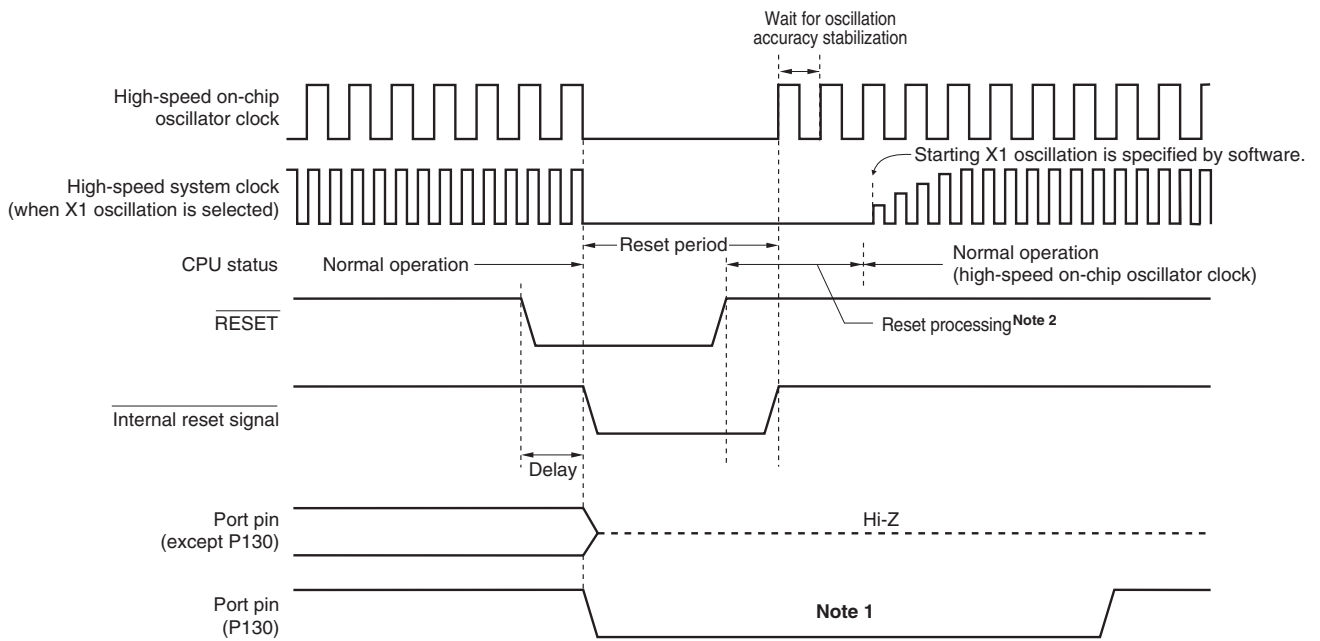 Wait for oscillation
accuracy stabilization
High-speed on-chip
oscillator clock
Starting X1 oscillation is specified by software.
High-speed system clock
(when X1 oscillation is selected)
Reset period
CPU status
Normal operation
Normal operation
(high-speed on-chip oscillator clock)
RESET
Reset processing Note 2
Internal reset signal
Delay
Port pin
(except P130)
Hi-Z
Port pin
(P130)
Note 1